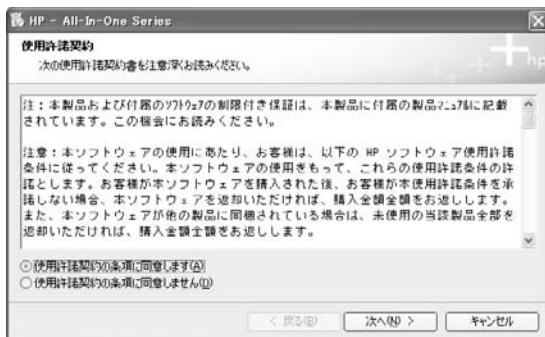 HP - All-In-One Series
使用許諾契約
次の使用許諾契約書を注意深くお読みください。
hp
注：本製品および付属のソフトウェアの制限付き保証は、本製品に付属の製品マニュアルに記載
されています。この機会にお読みください。
注意：本ソフトウェアの使用にあたり、お客様は、以下の HP ソフトウェア使用許諾
条件に従ってください。本ソフトウェアの使用をもって、これらの使用許諾条件の許
諾とします。お客様が本ソフトウェアを購入された後、お客様が本使用許諾条件を承
諾しない場合、本ソフトウェアを返却いただければ、購入金額全額をお返しします。
また、本ソフトウェアが他の製品に同梱されている場合は、未使用の当該製品全部を
返却いただければ、購入金額全額をお返しします。
使用許諾契約の条項に同意します(A)
使用許諾契約の条項に同意しません(D)
< 戻る(B)
次へ(N) >
キャンセル